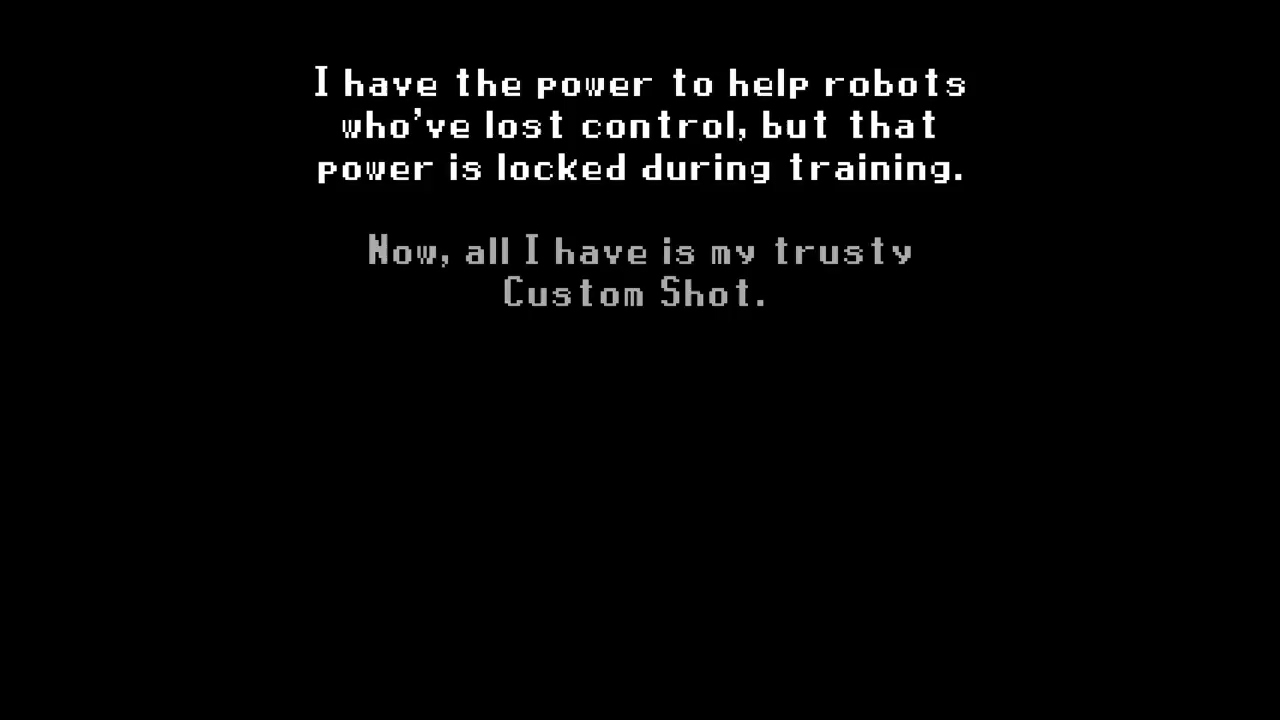 I have the power to help robots
who've lost control, but that
power is locked during training.
Now, all I have is my trusty
Custom Shot.